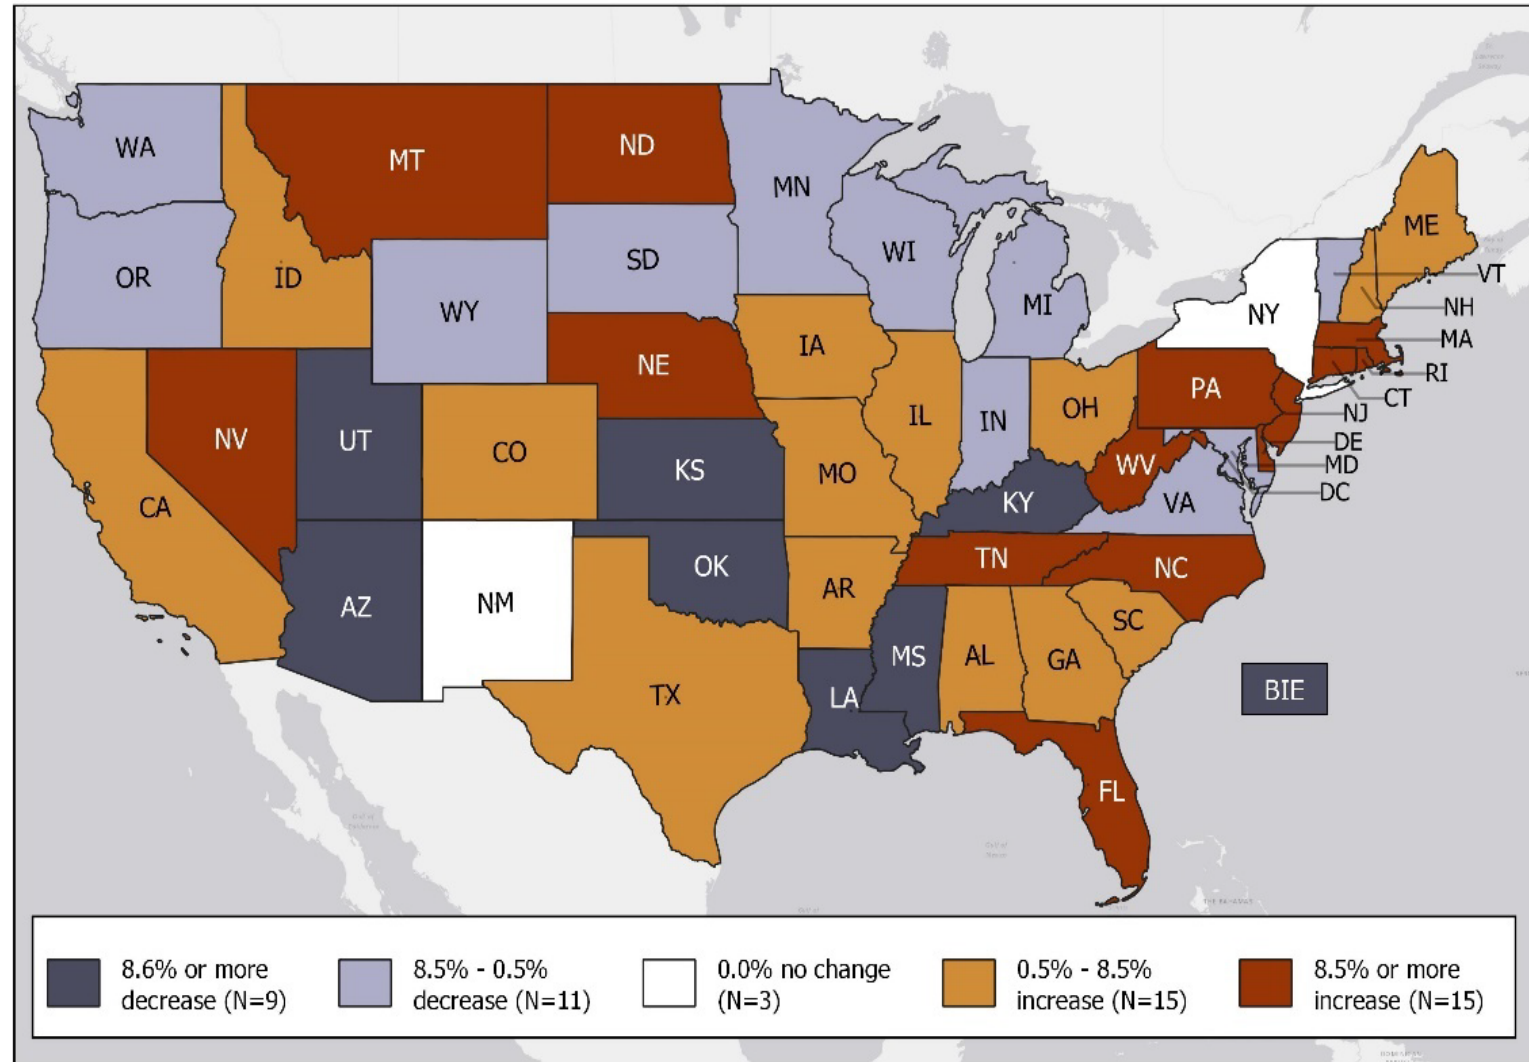 WA
MT
ND
MN
ME
OR
ID
SD
WI
VT
WY
MI
NY
NH
MA
IA
NE
PA
RI
CT
NJ
NV
UT
CO
IL
IN
OH
DE
MD
DC
CA
KS
MO
WV
KY
VA
AZ
NM
OK
AR
TN
NC
SC
MS
AL
GA
TX
LA
BIE
FL
8.6% or more
decrease (N=9)
8.5% - 0.5%
decrease (N=11)
0.0% no change
(N=3)
0.5% - 8.5%
increase (N=15)
8.5% or more
increase (N=15)